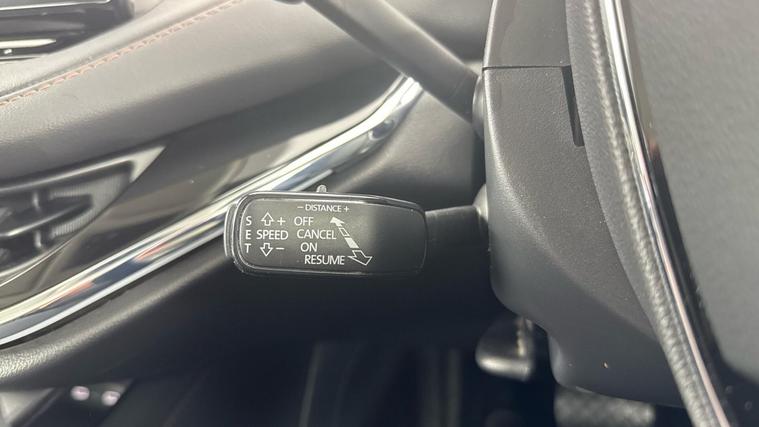 − DISTANCE +
S + OFF
E SPEED CANCEL
T − ON
RESUME